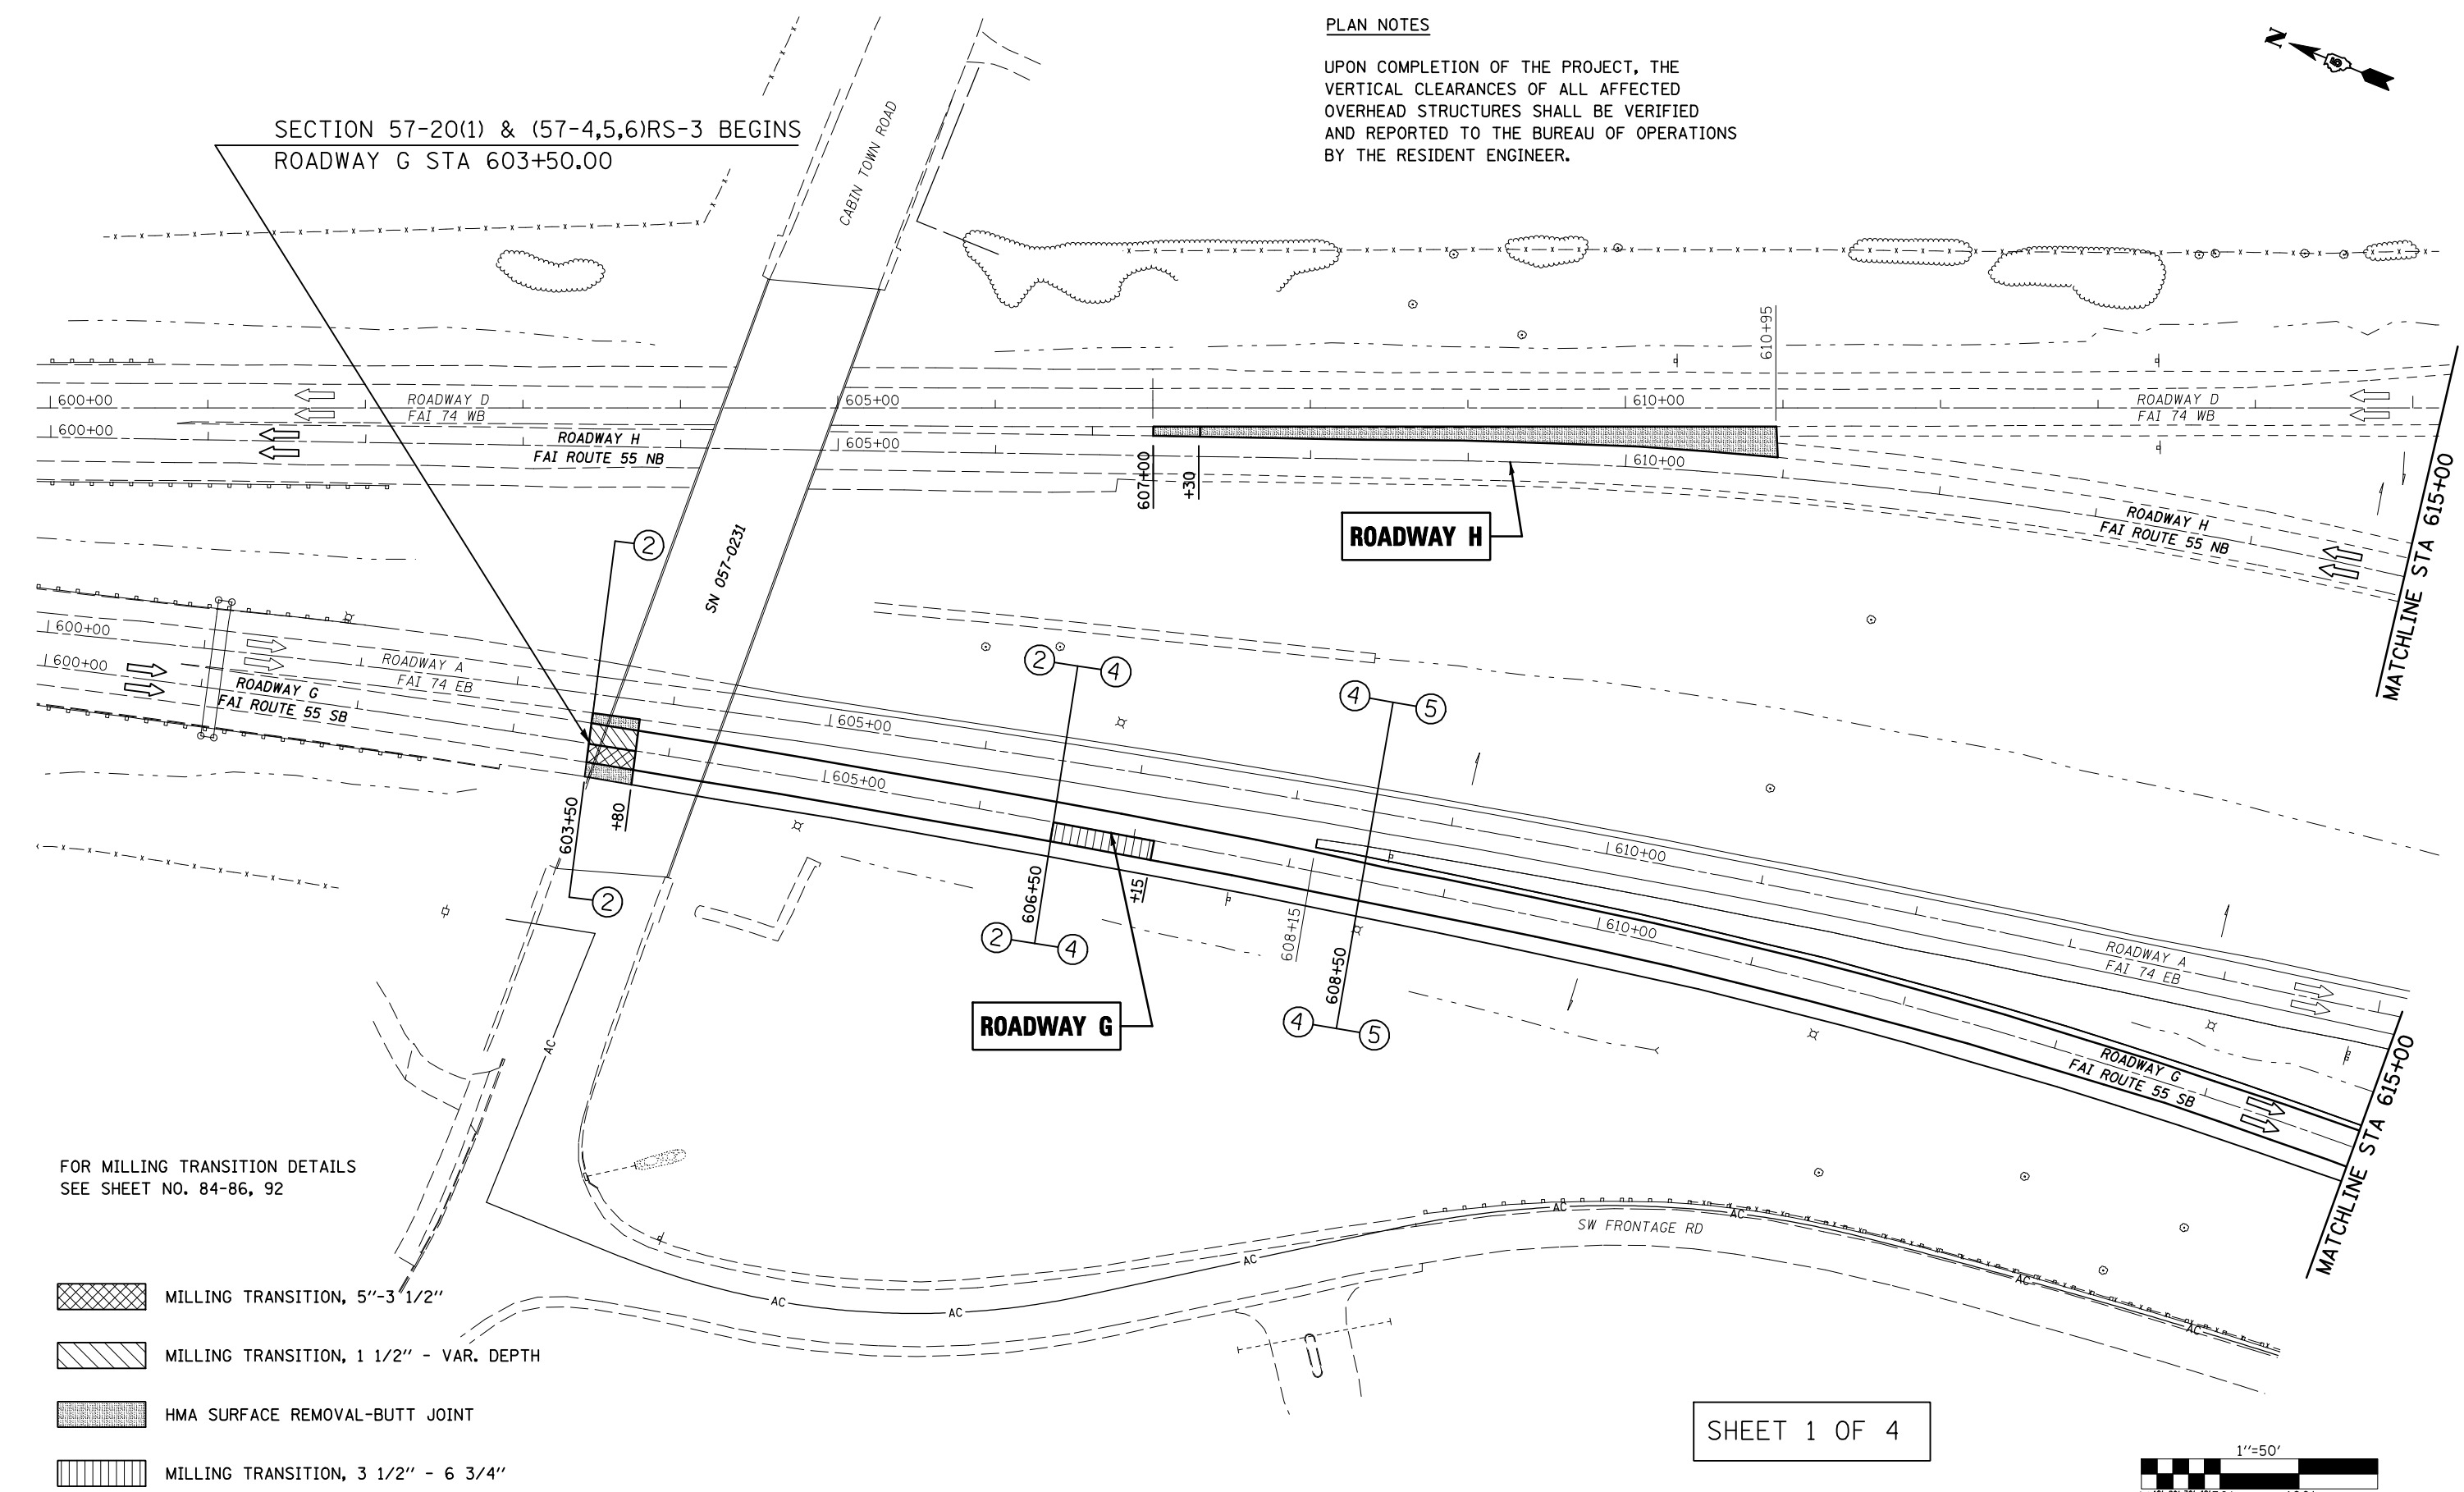 PLAN NOTES
UPON COMPLETION OF THE PROJECT, THE
VERTICAL CLEARANCES OF ALL AFFECTED
OVERHEAD STRUCTURES SHALL BE VERIFIED
AND REPORTED TO THE BUREAU OF OPERATIONS
BY THE RESIDENT ENGINEER.
N
SECTION 57-20(1) & (57-4,5,6)RS-3 BEGINS
ROADWAY G STA 603+50.00
CABIN TOWN ROAD
610+95
600+00
ROADWAY D
FAI 74 WB
605+00
610+00
ROADWAY D
FAI 74 WB
600+00
ROADWAY H
FAI ROUTE 55 NB
605+00
610+00
607+00
+30
ROADWAY H
ROADWAY H
FAI ROUTE 55 NB
MATCHLINE STA 615+00
SN 057-0231
2
600+00
ROADWAY A
FAI 74 EB
600+00
ROADWAY G
FAI ROUTE 55 SB
2
4
4
5
605+00
605+00
610+00
610+00
603+50
+80
2
606+50
+15
2
4
608+15
608+50
4
5
ROADWAY G
ROADWAY A
FAI 74 EB
ROADWAY G
FAI ROUTE 55 SB
MATCHLINE STA 615+00
AC
AC
AC
AC
AC
AC
AC
AC
SW FRONTAGE RD
FOR MILLING TRANSITION DETAILS
SEE SHEET NO. 84-86, 92
MILLING TRANSITION, 5"-3 1/2"
MILLING TRANSITION, 1 1/2" - VAR. DEPTH
HMA SURFACE REMOVAL-BUTT JOINT
MILLING TRANSITION, 3 1/2" - 6 3/4"
SHEET 1 OF 4
1"=50'